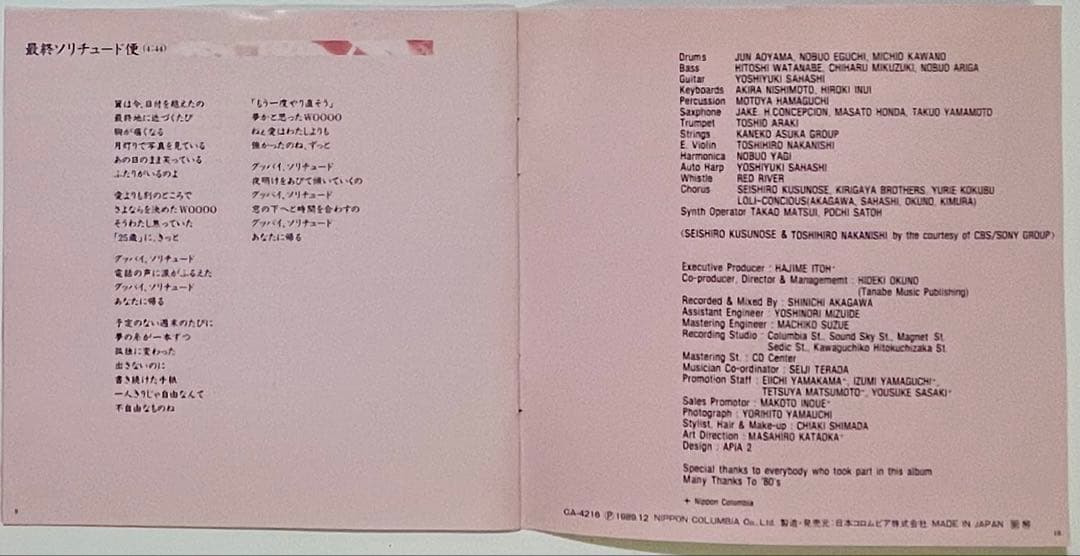 最終ソリチュード便 (4:44)
翼は今、日付を越えたの
最終地に近づくたび
胸が痛くなる
月灯りで写真を見ている
あの日のまま笑っている
ふたりがいるのよ
愛よりも別のどころで
さよならを決めたWOOOO
そうわたし焦っていた
「25歳」に、きっと
グッバイ、ソリチュード
電話の声に涙がふるえた
グッバイ、ソリチュード
あなたに帰る
予定のない週末のたびに
夢の糸が一本ずつ
孤独に変わった
出さないのに
書き続けた手紙
一人きりじゃ自由なんて
不自由なものね
「もう一度やり直そう」
夢かと思ったWOOOO
ねぇ愛はわたしよりも
強かったのね、ずっと
グッバイ、ソリチュード
夜明けをあびて傾いていくの
グッバイ、ソリチュード
窓の下へと時間を合わすの
グッバイ、ソリチュード
あなたに帰る
9
Drums JUN AOYAMA, NOBUO EGUCHI, MICHIO KAWANO
Bass HITOSHI WATANABE, CHIHARU MIKUZUKI, NOBUO ARIGA
Guitar YOSHIYUKI SAHASHI
Keyboards AKIRA NISHIMOTO, HIROKI INUI
Percussion MOTOYA HAMAGUCHI
Saxphone JAKE. H.CONCEPCION, MASATO HONDA, TAKUO YAMAMOTO
Trumpet TOSHIO ARAKI
Strings KANEKO ASUKA GROUP
E. Violin TOSHIHIRO NAKANISHI
Harmonica NOBUO YAGI
Auto Harp YOSHIYUKI SAHASHI
Whistle RED RIVER
Chorus SEISHIRO KUSUNOSE, KIRIGAYA BROTHERS, YURIE KOKUBU
LOLI-CONCIOUS(AKAGAWA, SAHASHI, OKUNO, KIMURA)
Synth Operator TAKAO MATSUI, POCHI SATOH
(SEISHIRO KUSUNOSE & TOSHIHIRO NAKANISHI by the courtesy of CBS/SONY GROUP)
Executive Producer : HAJIME ITOH+
Co-producer, Director & Managememt : HIDEKI OKUNO
(Tanabe Music Publishing)
Recorded & Mixed By : SHINICHI AKAGAWA
Assistant Engineer : YOSHINORI MIZUIDE
Mastering Engineer : MACHIKO SUZUE
Recording Studio : Columbia St., Sound Sky St., Magnet St.
Sedic St., Kawaguchiko Hitokuchizaka St.
Mastering St. : CD Center
Musician Co-ordinator : SEIJI TERADA
Promotion Staff : EIICHI YAMAKAMA+, IZUMI YAMAGUCHI+,
TETSUYA MATSUMOTO+, YOUSUKE SASAKI+
Sales Promotor : MAKOTO INOUE+
Photograph : YORIHITO YAMAUCHI
Stylist, Hair & Make-up : CHIAKI SHIMADA
Art Direction : MASAHIRO KATAOKA+
Design : APIA 2
Special thanks to everybody who took part in this album
Many Thanks To '80's
+ Nippon Columbia
CA-4216 Ⓟ1989.12 NIPPON COLUMBIA Co., Ltd. 製造・発売元：日本コロムビア株式会社 MADE IN JAPAN
10